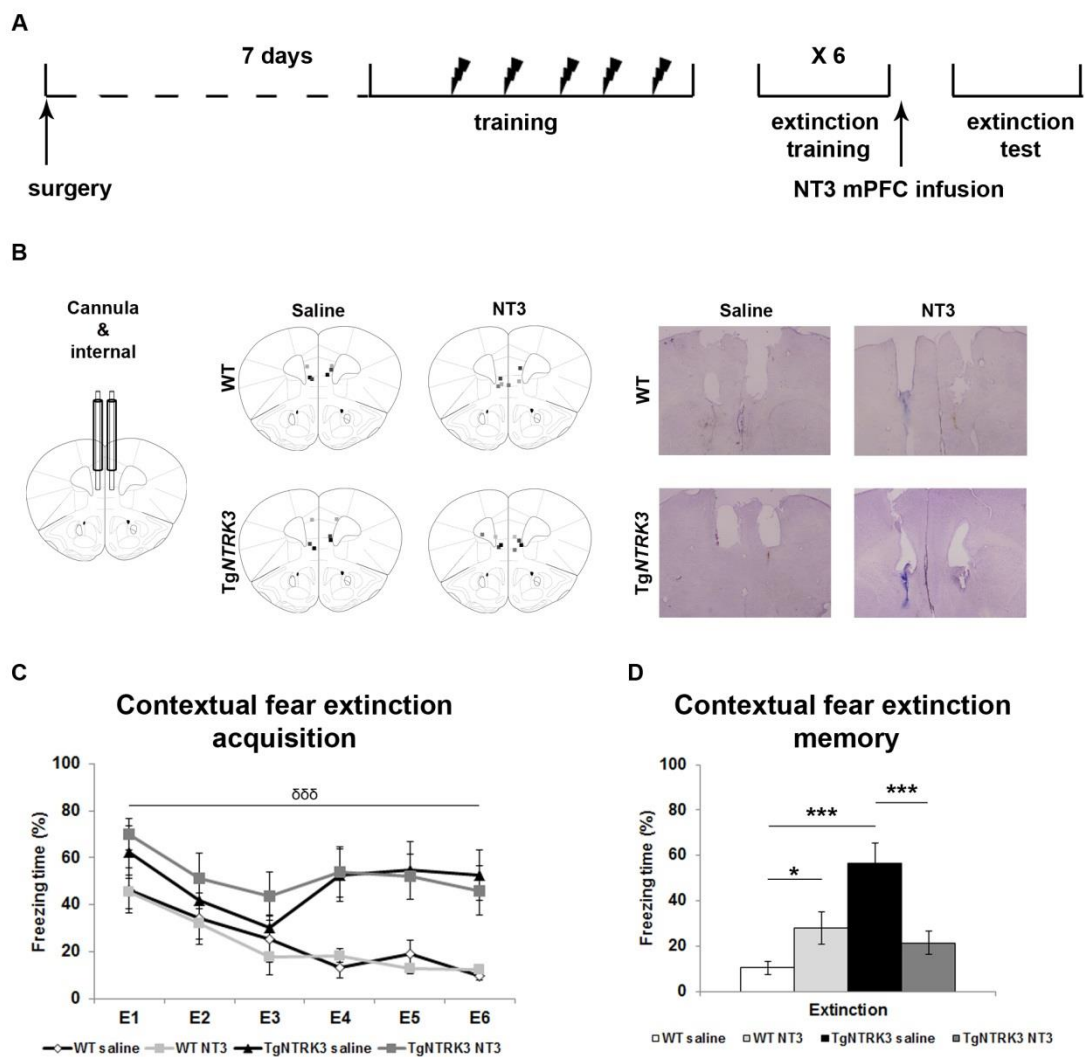 A
7 days
X 6
training
extinction
training
extinction
test
surgery
NT3 mPFC infusion
B
Cannula
&
internal
Saline
NT3
Saline
NT3
WT
WT
TgNTRK3
TgNTRK3
C
Contextual fear extinction
acquisition
Freezing time (%)
100
80
60
40
20
0
δδδ
E1 E2 E3 E4 E5 E6
WT saline WT NT3 TgNTRK3 saline TgNTRK3 NT3
D
Contextual fear extinction
memory
Freezing time (%)
100
80
60
40
20
0
***
***
*
Extinction
WT saline WT NT3 TgNTRK3 saline TgNTRK3 NT3